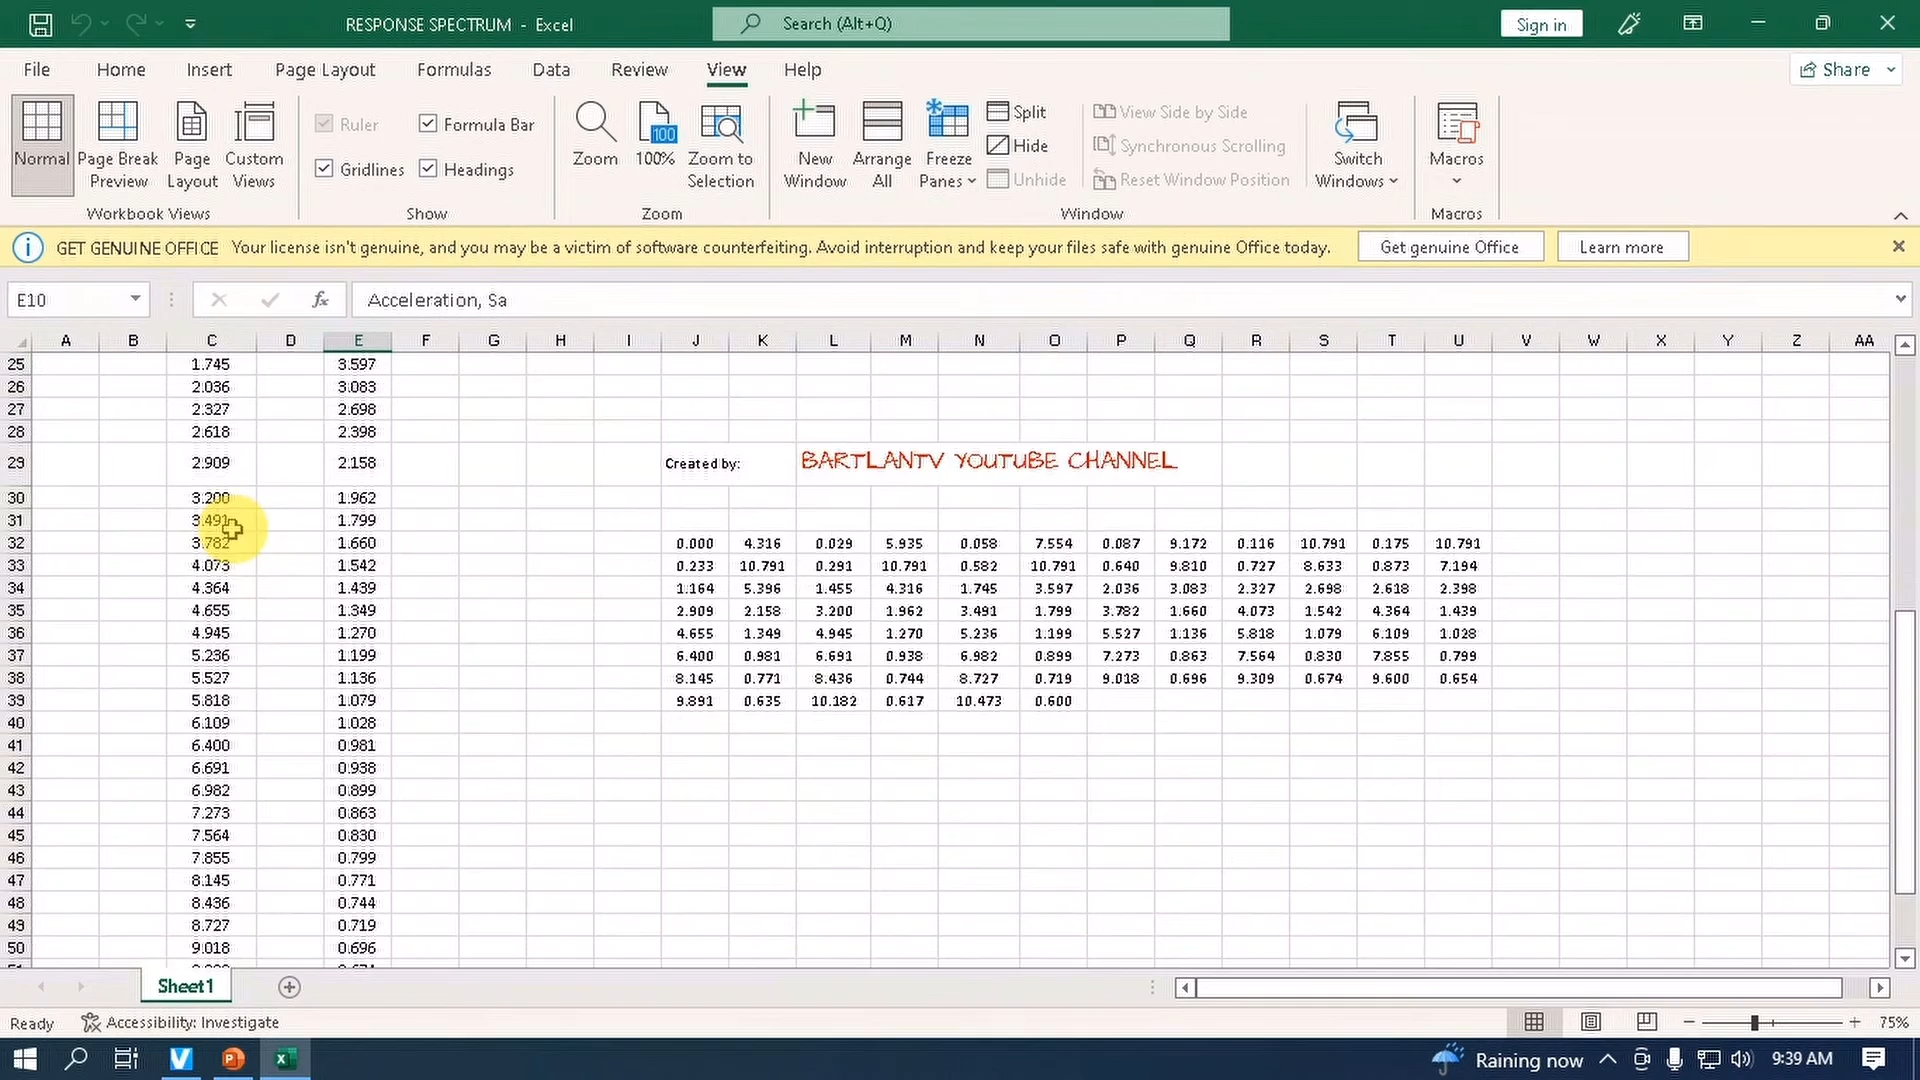 RESPONSE SPECTRUM - Excel
Search (Alt+Q)
Sign in
File Home Insert Page Layout Formulas Data Review View Help
Share
Normal
Page Break Preview
Page Layout
Custom Views
Workbook Views
Ruler
Formula Bar
Gridlines
Headings
Show
Zoom
100
100%
Zoom to Selection
Zoom
New Window
Arrange All
Freeze Panes
Split
Hide
Unhide
View Side by Side
Synchronous Scrolling
Reset Window Position
Window
Switch Windows
Macros
Macros
GET GENUINE OFFICE Your license isn't genuine, and you may be a victim of software counterfeiting. Avoid interruption and keep your files safe with genuine Office today.
Get genuine Office
Learn more
E10
fx
Acceleration, Sa
A B C D E F G H I J K L M N O P Q R S T U V W X Y Z AA
25 1.745 3.597
26 2.036 3.083
27 2.327 2.698
28 2.618 2.398
29 2.909 2.158 Created by: BARTLANTV YOUTUBE CHANNEL
30 3.200 1.962
31 3.491 1.799
32 3.782 1.660 0.000 4.316 0.029 5.935 0.058 7.554 0.087 9.172 0.116 10.791 0.175 10.791
33 4.073 1.542 0.233 10.791 0.291 10.791 0.582 10.791 0.640 9.810 0.727 8.633 0.873 7.194
34 4.364 1.439 1.164 5.396 1.455 4.316 1.745 3.597 2.036 3.083 2.327 2.698 2.618 2.398
35 4.655 1.349 2.909 2.158 3.200 1.962 3.491 1.799 3.782 1.660 4.073 1.542 4.364 1.439
36 4.945 1.270 4.655 1.349 4.945 1.270 5.236 1.199 5.527 1.136 5.818 1.079 6.109 1.028
37 5.236 1.199 6.400 0.981 6.691 0.938 6.982 0.899 7.273 0.863 7.564 0.830 7.855 0.799
38 5.527 1.136 8.145 0.771 8.436 0.744 8.727 0.719 9.018 0.696 9.309 0.674 9.600 0.654
39 5.818 1.079 9.891 0.635 10.182 0.617 10.473 0.600
40 6.109 1.028
41 6.400 0.981
42 6.691 0.938
43 6.982 0.899
44 7.273 0.863
45 7.564 0.830
46 7.855 0.799
47 8.145 0.771
48 8.436 0.744
49 8.727 0.719
50 9.018 0.696
Sheet1
Ready
Accessibility: Investigate
75%
Raining now
9:39 AM